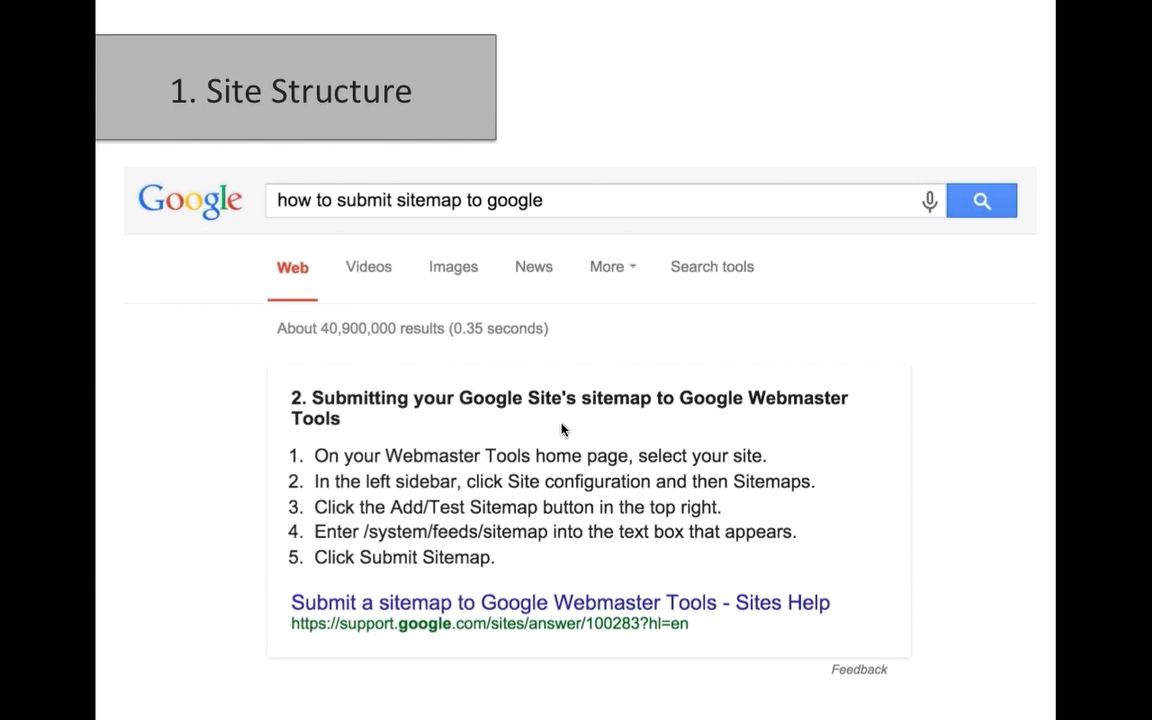 1. Site Structure
Google
how to submit sitemap to google
Web Videos Images News More Search tools
About 40,900,000 results (0.35 seconds)
2. Submitting your Google Site's sitemap to Google Webmaster
Tools
1. On your Webmaster Tools home page, select your site.
2. In the left sidebar, click Site configuration and then Sitemaps.
3. Click the Add/Test Sitemap button in the top right.
4. Enter /system/feeds/sitemap into the text box that appears.
5. Click Submit Sitemap.
Submit a sitemap to Google Webmaster Tools - Sites Help
https://support.google.com/sites/answer/100283?hl=en
Feedback